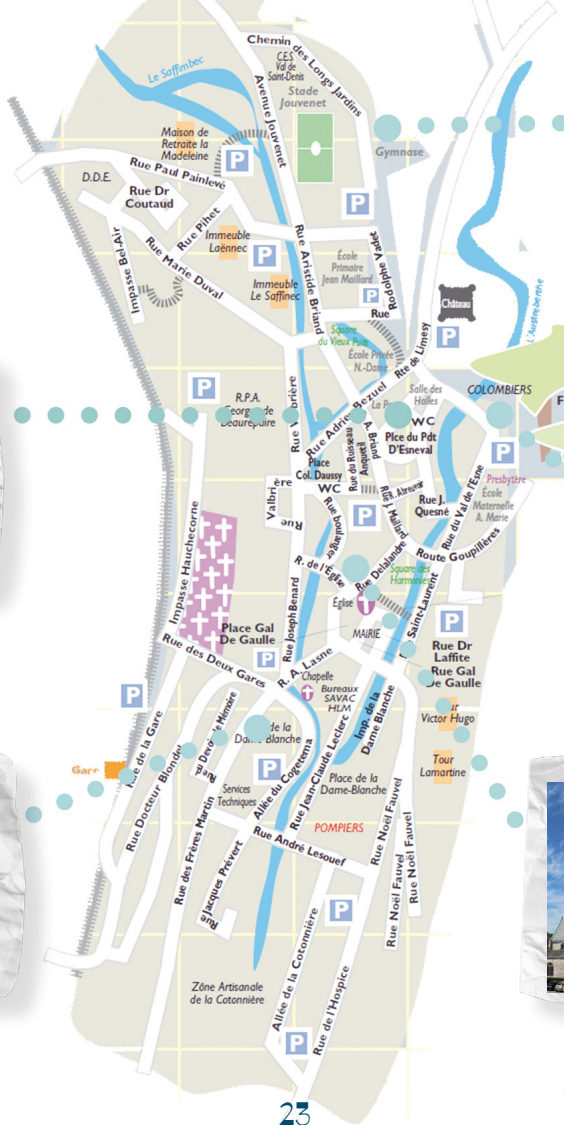 Chemin des Longs Jardins
C.E.S.
Val de
Saint-Denis
Le Saffimbec
Stade
Jouvenet
Avenue Jouvenet
Gymnase
Maison de
Retraite la
Madeleine
P
Rue Paul Painlevé
D.D.E.
Rue Dr
Coutaud
P
Rue Pihet
Immeuble
Laënnec
P
Rue Aristide Briand
Rodolphe Vadet
Impasse Bel-Air
Rue Marie Duval
École
Primaire
Jean Maillard
Immeuble
Le Saffinec
P
Rue
Château
L'Austreberthe
Square
du Vieux Puits
P
École Privée
N.-Dame
Rte de Limesy
P
R.P.A.
Georges de
Beaurepaire
Rue Adrien Bezuel
Salle des
Halles
COLOMBIERS
WC
Plce du Pdt
D'Esneval
A. Briand
Rue du Ruisseau
Place
Col. Daussy
P
Presbytère
École
Maternelle
A. Marie
Valbrière
Rue
WC
R. Abreuvoir
Rue J.
Quesné
Rue du Val de l'Esne
Rue boulanger
P
Rue J. Maillard
Impasse Hauchecorne
Route Goupillères
R. de l'Église
Rue Delalandre
Square des
Harmonies
Rue Joseph Benard
Église
Saint-Laurent
P
Place Gal
De Gaulle
MAIRIE
Rue Dr
Laffite
Rue Gal
De Gaulle
Rue des Deux Gares
P
R. A. Lasne
Chapelle
Bureaux
SAVAC
HLM
P
Imp. de la
Dame Blanche
Victor Hugo
Rue de la Gare
de la
Dame Blanche
Gare
Rue Docteur Blondel
P
Rue Jean-Claude Leclerc
Tour
Lamartine
Services
Techniques
Allée du Cogetema
Place de la
Dame-Blanche
Rue des Frères Martin
POMPIERS
Rue Noël Fauvel
Rue Noël Fauvel
Rue André Lesouef
Rue Jacques Prévert
Rue Noël Fauvel
P
Allée de la Cotonnière
Zône Artisanale
de la Cotonnière
Rue de l'Hospice
P
23